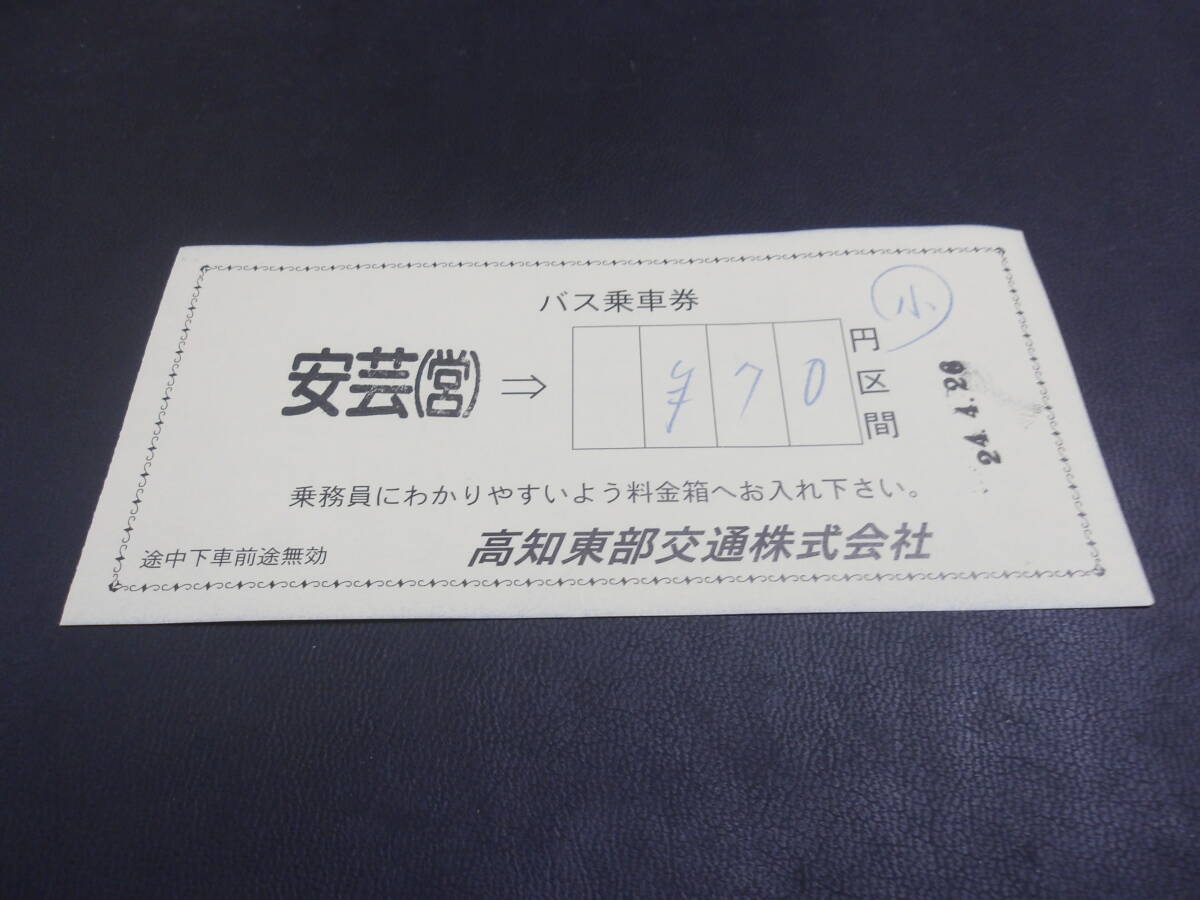 バス乗車券
小
安芸㈲営 ⇒ ¥70 円区間
24.4.28
乗務員にわかりやすいよう料金箱へお入れ下さい。
途中下車前途無効
高知東部交通株式会社